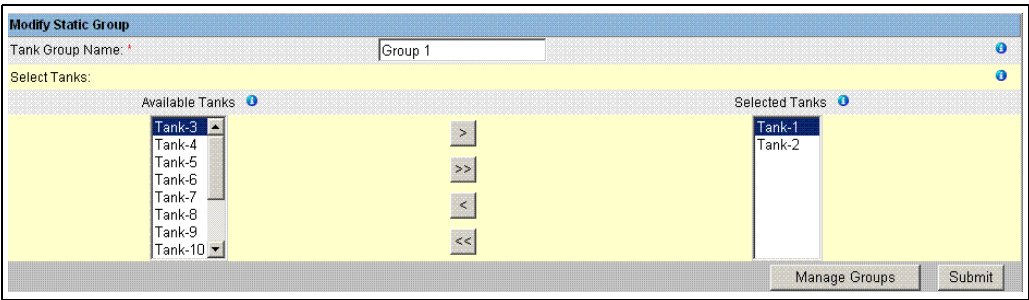 Modify Static Group
Tank Group Name: * Group 1
Select Tanks:
Available Tanks Selected Tanks
Tank-3 > Tank-1
Tank-4 Tank-2
Tank-5
Tank-6 >>
Tank-7
Tank-8 <
Tank-9
Tank-10 <<
Manage Groups Submit